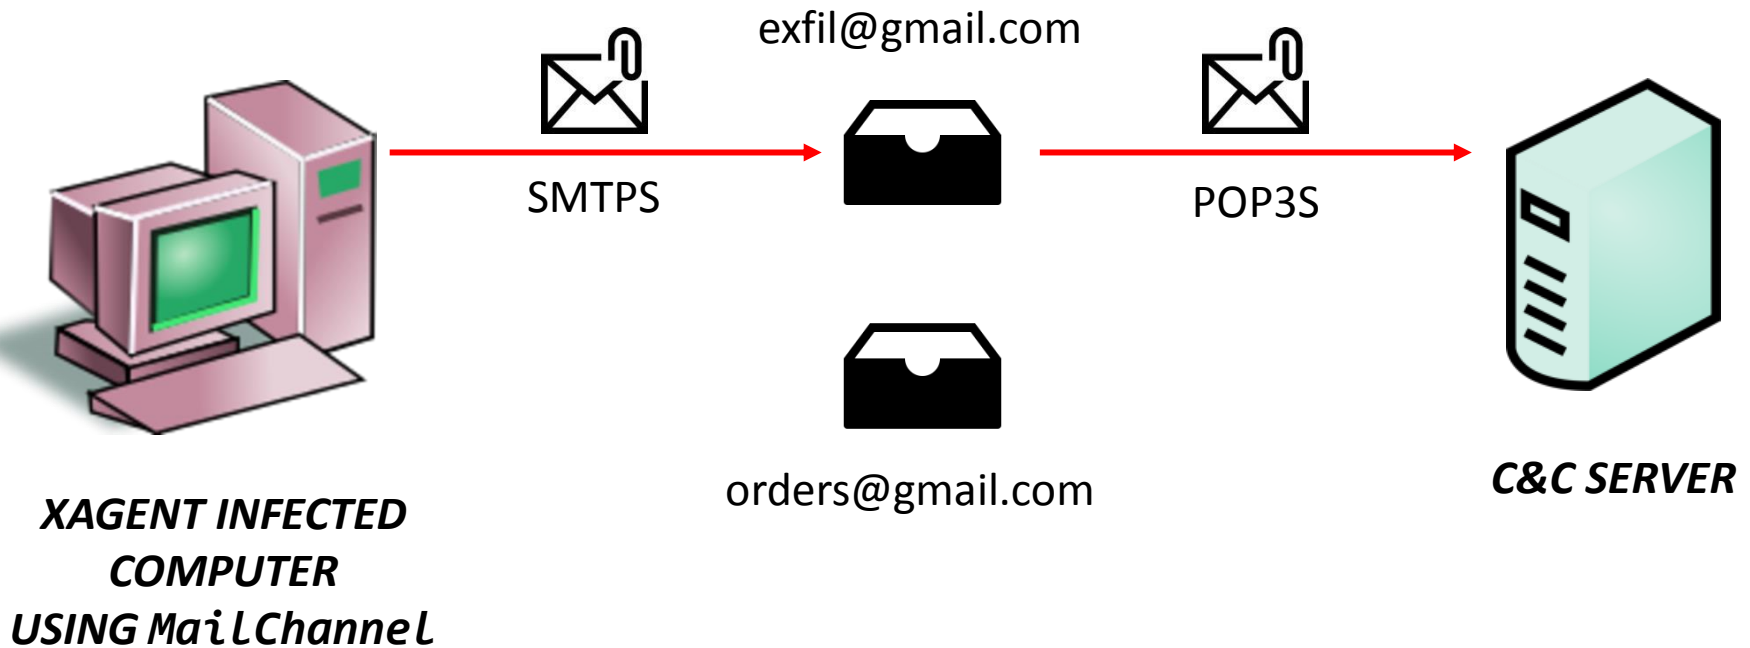 exfil@gmail.com
SMTPS
POP3S
orders@gmail.com
C&C SERVER
XAGENT INFECTED
COMPUTER
USING MailChannel